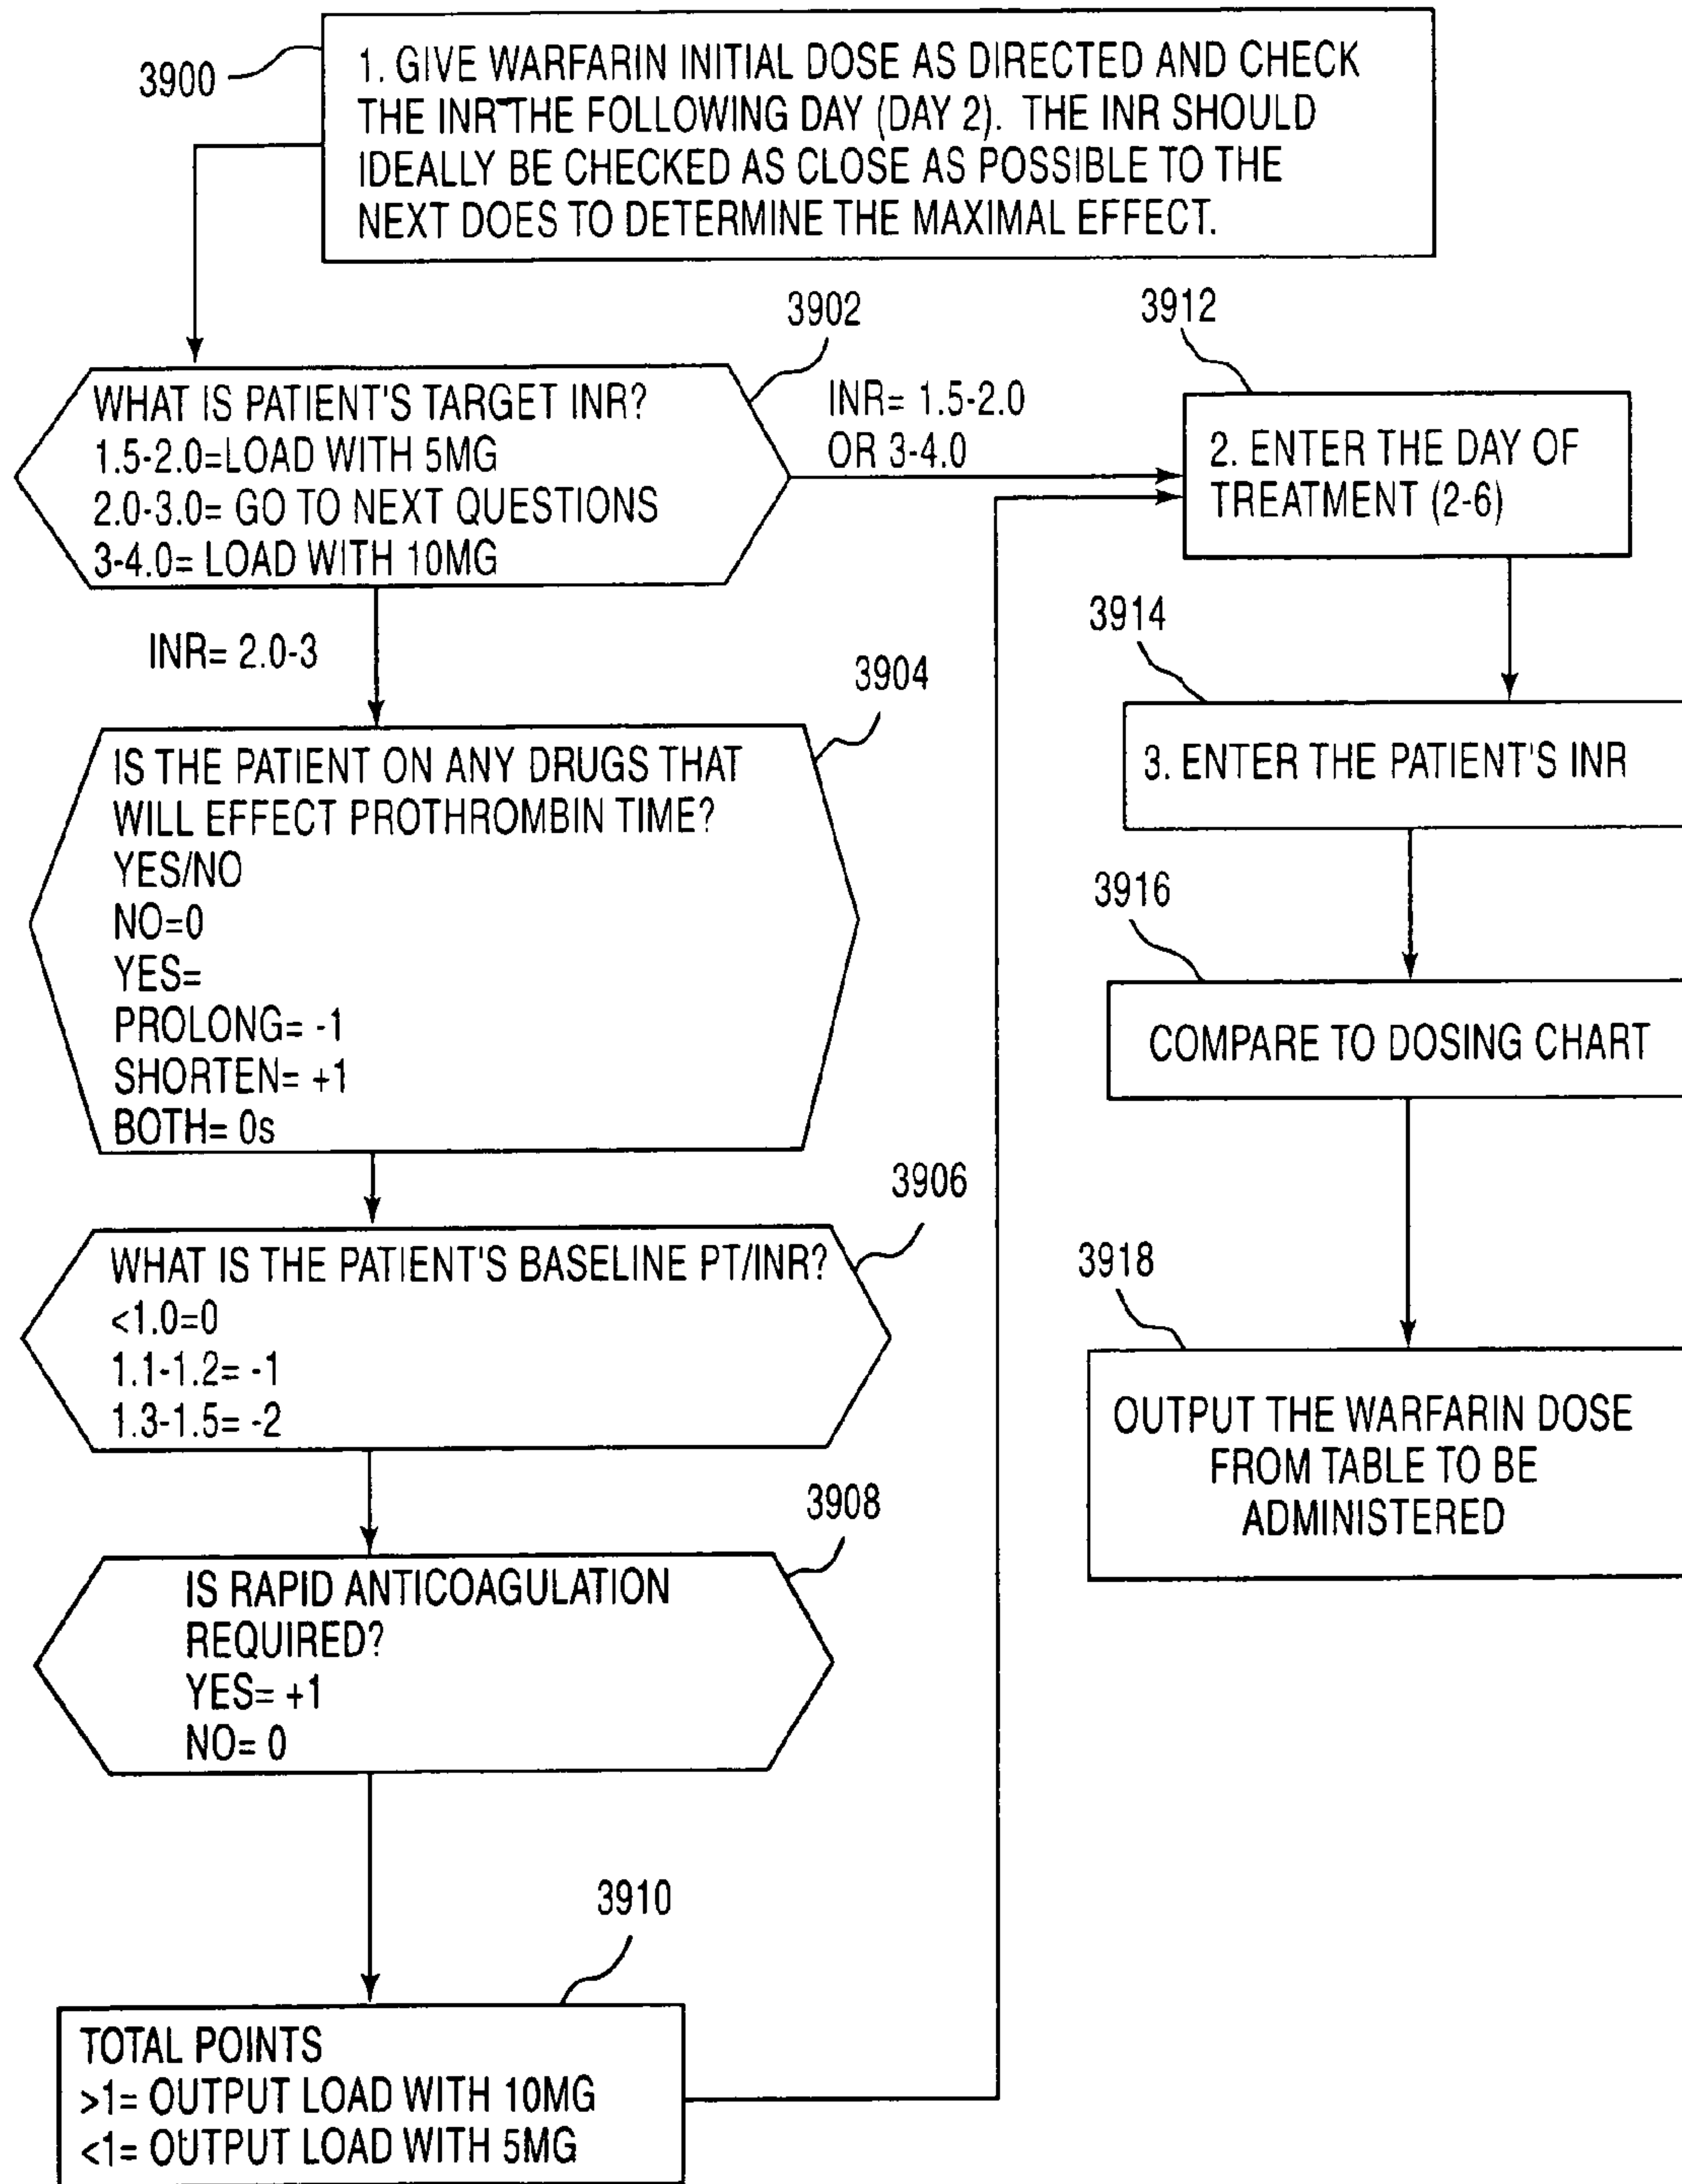 3900
1. GIVE WARFARIN INITIAL DOSE AS DIRECTED AND CHECK
THE INR THE FOLLOWING DAY (DAY 2). THE INR SHOULD
IDEALLY BE CHECKED AS CLOSE AS POSSIBLE TO THE
NEXT DOES TO DETERMINE THE MAXIMAL EFFECT.
3902
WHAT IS PATIENT'S TARGET INR?
1.5-2.0=LOAD WITH 5MG
2.0-3.0= GO TO NEXT QUESTIONS
3-4.0= LOAD WITH 10MG
INR= 1.5-2.0
OR 3-4.0
INR= 2.0-3
3904
IS THE PATIENT ON ANY DRUGS THAT
WILL EFFECT PROTHROMBIN TIME?
YES/NO
NO=0
YES=
PROLONG= -1
SHORTEN= +1
BOTH= 0s
3906
WHAT IS THE PATIENT'S BASELINE PT/INR?
<1.0=0
1.1-1.2= -1
1.3-1.5= -2
3908
IS RAPID ANTICOAGULATION
REQUIRED?
YES= +1
NO= 0
3910
TOTAL POINTS
>1= OUTPUT LOAD WITH 10MG
<1= OUTPUT LOAD WITH 5MG
3912
2. ENTER THE DAY OF
TREATMENT (2-6)
3914
3. ENTER THE PATIENT'S INR
3916
COMPARE TO DOSING CHART
3918
OUTPUT THE WARFARIN DOSE
FROM TABLE TO BE
ADMINISTERED